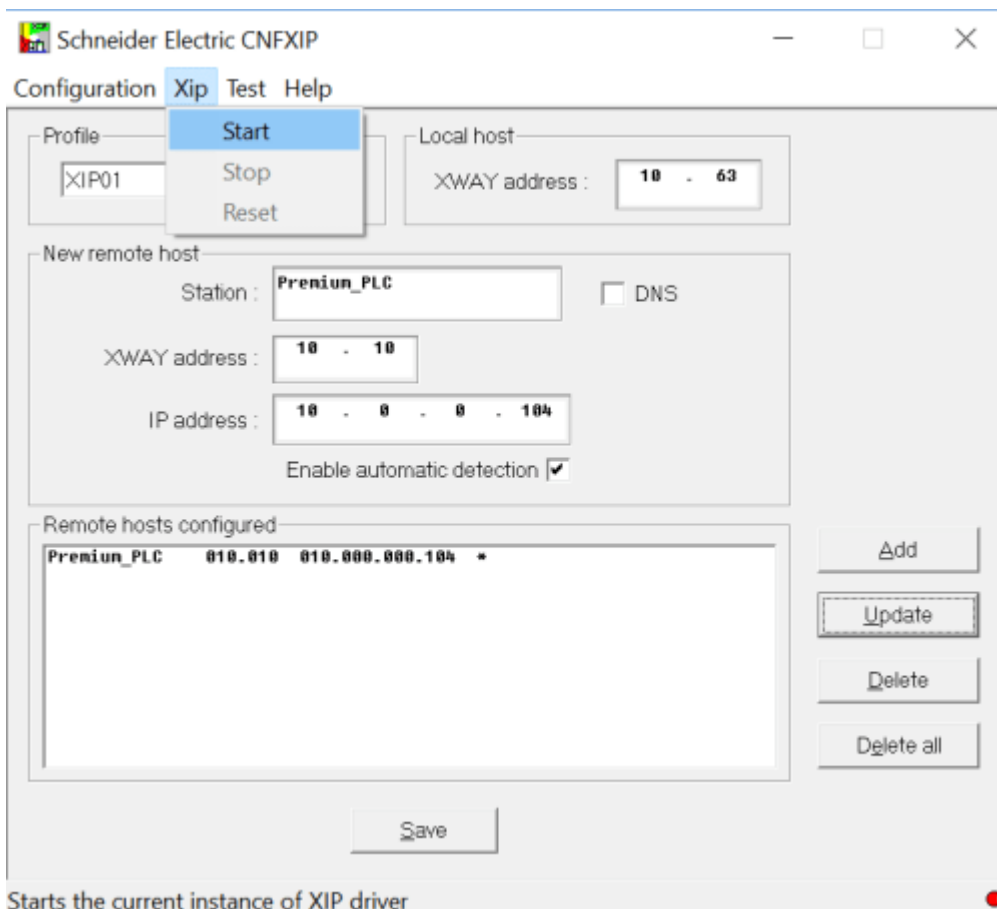 Schneider Electric CNFXIP
Configuration Xip Test Help
Start
Stop
Reset
Profile
XIP01
Local host
XWAY address : 10 . 63
New remote host
Station : Premium_PLC
DNS
XWAY address : 10 . 10
IP address : 10 . 0 . 0 . 104
Enable automatic detection
Remote hosts configured
Premium_PLC 010.010 010.000.000.104 *
Add
Update
Delete
Delete all
Save
Starts the current instance of XIP driver